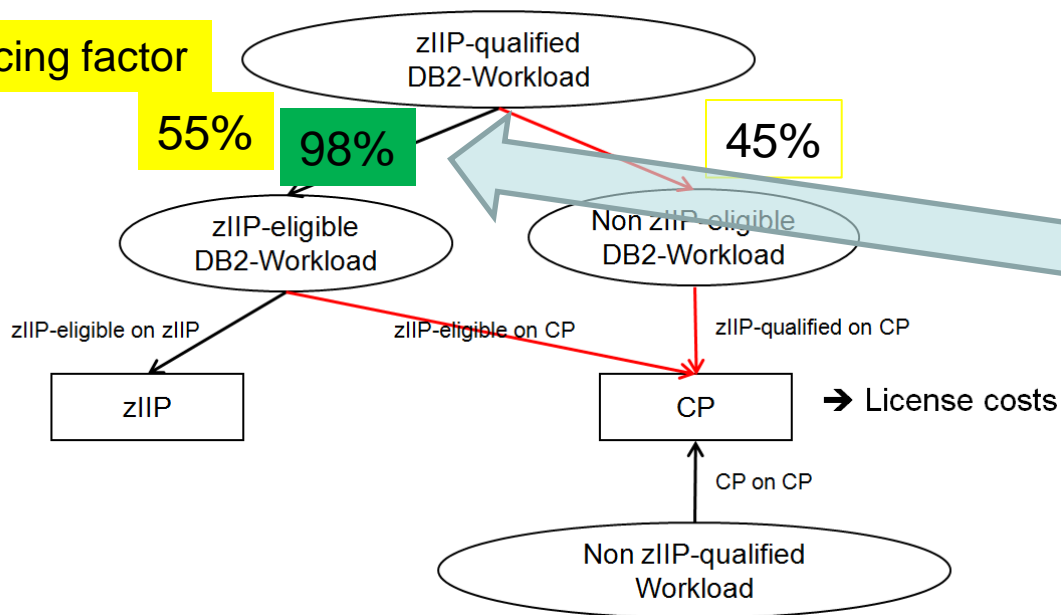 zIIP-qualified
DB2-Workload
cing factor
55%
98%
45%
zIIP-eligible
DB2-Workload
Non zIIP-eligible
DB2-Workload
zIIP-eligible on zIIP
zIIP-eligible on CP
zIIP-qualified on CP
zIIP
CP
➔ License costs
CP on CP
Non zIIP-qualified
Workload